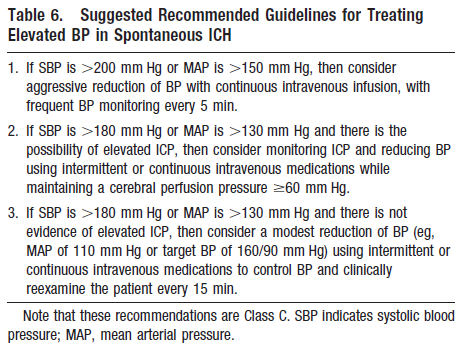 Table 6. Suggested Recommended Guidelines for Treating
Elevated BP in Spontaneous ICH
1. If SBP is >200 mm Hg or MAP is >150 mm Hg, then consider
aggressive reduction of BP with continuous intravenous infusion, with
frequent BP monitoring every 5 min.
2. If SBP is >180 mm Hg or MAP is >130 mm Hg and there is the
possibility of elevated ICP, then consider monitoring ICP and reducing BP
using intermittent or continuous intravenous medications while
maintaining a cerebral perfusion pressure ≥60 mm Hg.
3. If SBP is >180 mm Hg or MAP is >130 mm Hg and there is not
evidence of elevated ICP, then consider a modest reduction of BP (eg,
MAP of 110 mm Hg or target BP of 160/90 mm Hg) using intermittent or
continuous intravenous medications to control BP and clinically
reexamine the patient every 15 min.
Note that these recommendations are Class C. SBP indicates systolic blood
pressure; MAP, mean arterial pressure.